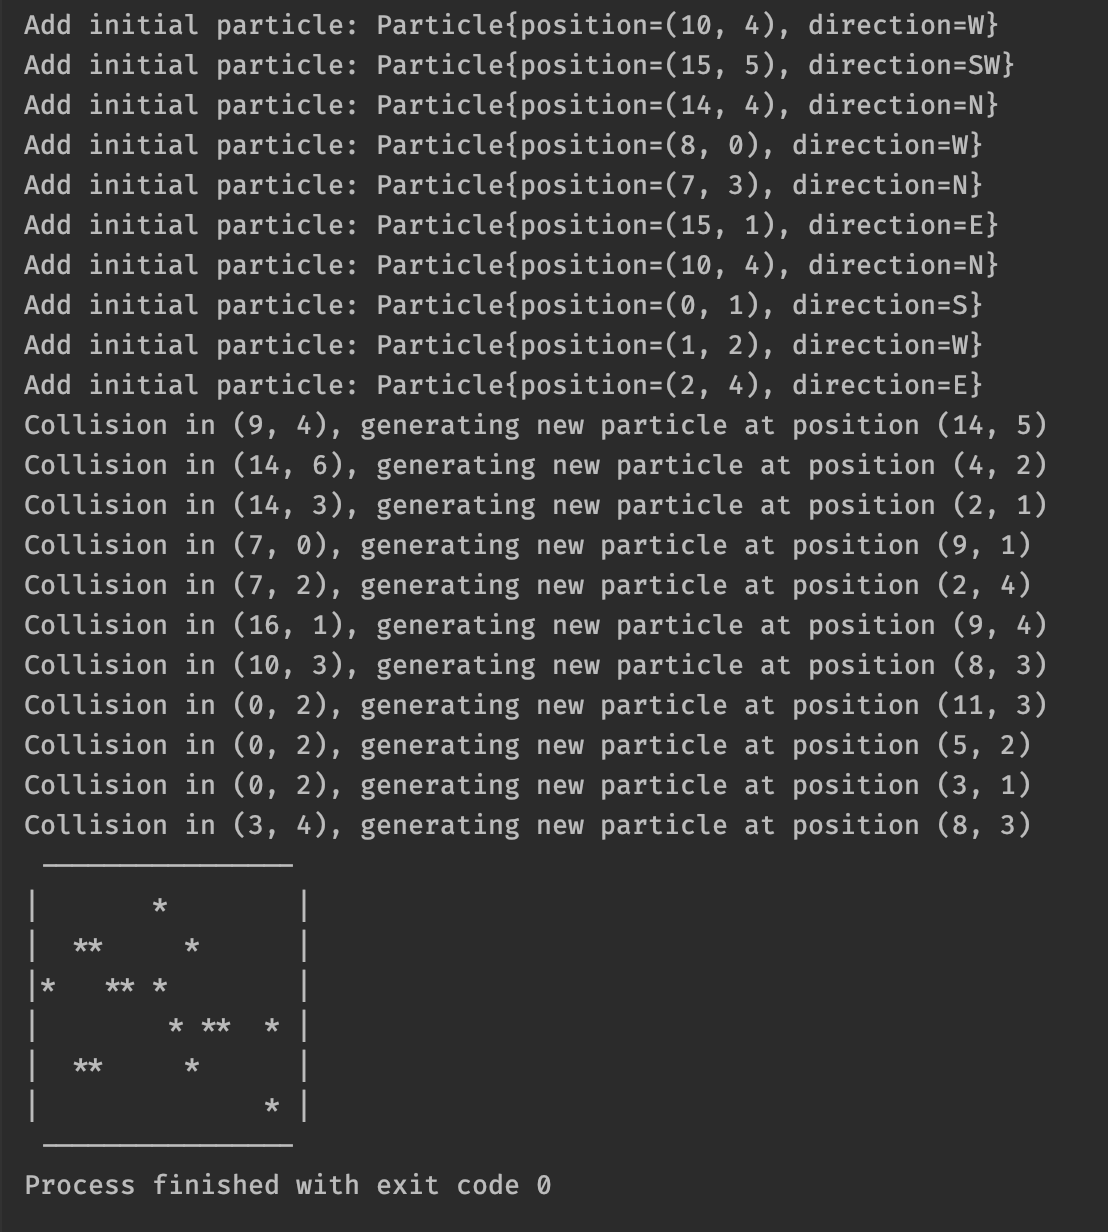 Add initial particle: Particle{position=(10, 4), direction=W}
Add initial particle: Particle{position=(15, 5), direction=SW}
Add initial particle: Particle{position=(14, 4), direction=N}
Add initial particle: Particle{position=(8, 0), direction=W}
Add initial particle: Particle{position=(7, 3), direction=N}
Add initial particle: Particle{position=(15, 1), direction=E}
Add initial particle: Particle{position=(10, 4), direction=N}
Add initial particle: Particle{position=(0, 1), direction=S}
Add initial particle: Particle{position=(1, 2), direction=W}
Add initial particle: Particle{position=(2, 4), direction=E}
Collision in (9, 4), generating new particle at position (14, 5)
Collision in (14, 6), generating new particle at position (4, 2)
Collision in (14, 3), generating new particle at position (2, 1)
Collision in (7, 0), generating new particle at position (9, 1)
Collision in (7, 2), generating new particle at position (2, 4)
Collision in (16, 1), generating new particle at position (9, 4)
Collision in (10, 3), generating new particle at position (8, 3)
Collision in (0, 2), generating new particle at position (11, 3)
Collision in (0, 2), generating new particle at position (5, 2)
Collision in (0, 2), generating new particle at position (3, 1)
Collision in (3, 4), generating new particle at position (8, 3)
 ————————————————
|       *        |
|  **     *      |
|*   ** *        |
|        * **  * |
|  **     *      |
|              * |
 ————————————————
Process finished with exit code 0